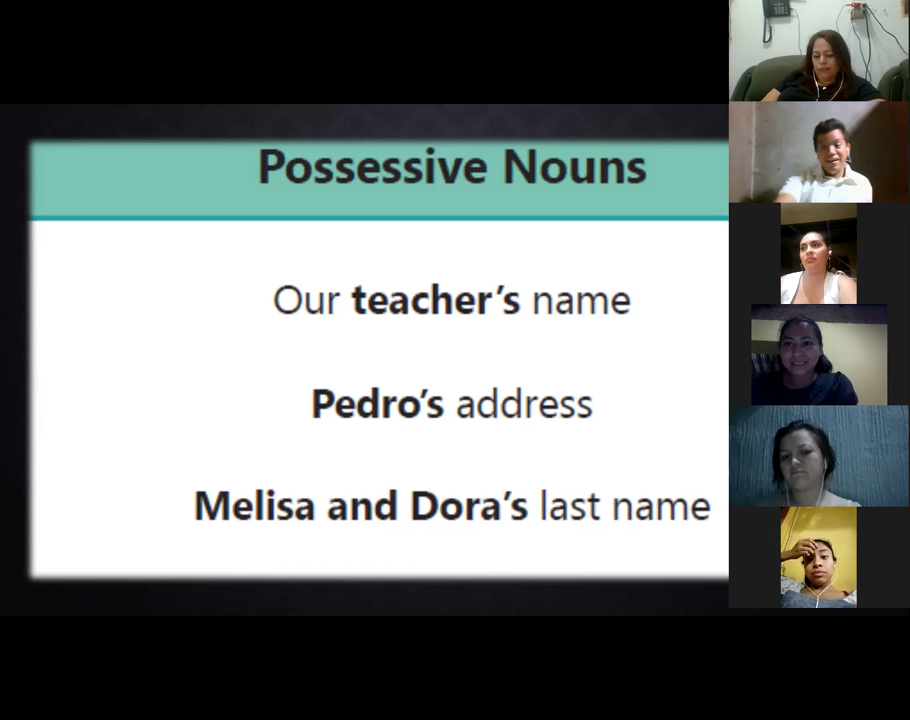 Possessive Nouns
Our teacher's name
Pedro's address
Melisa and Dora's last name